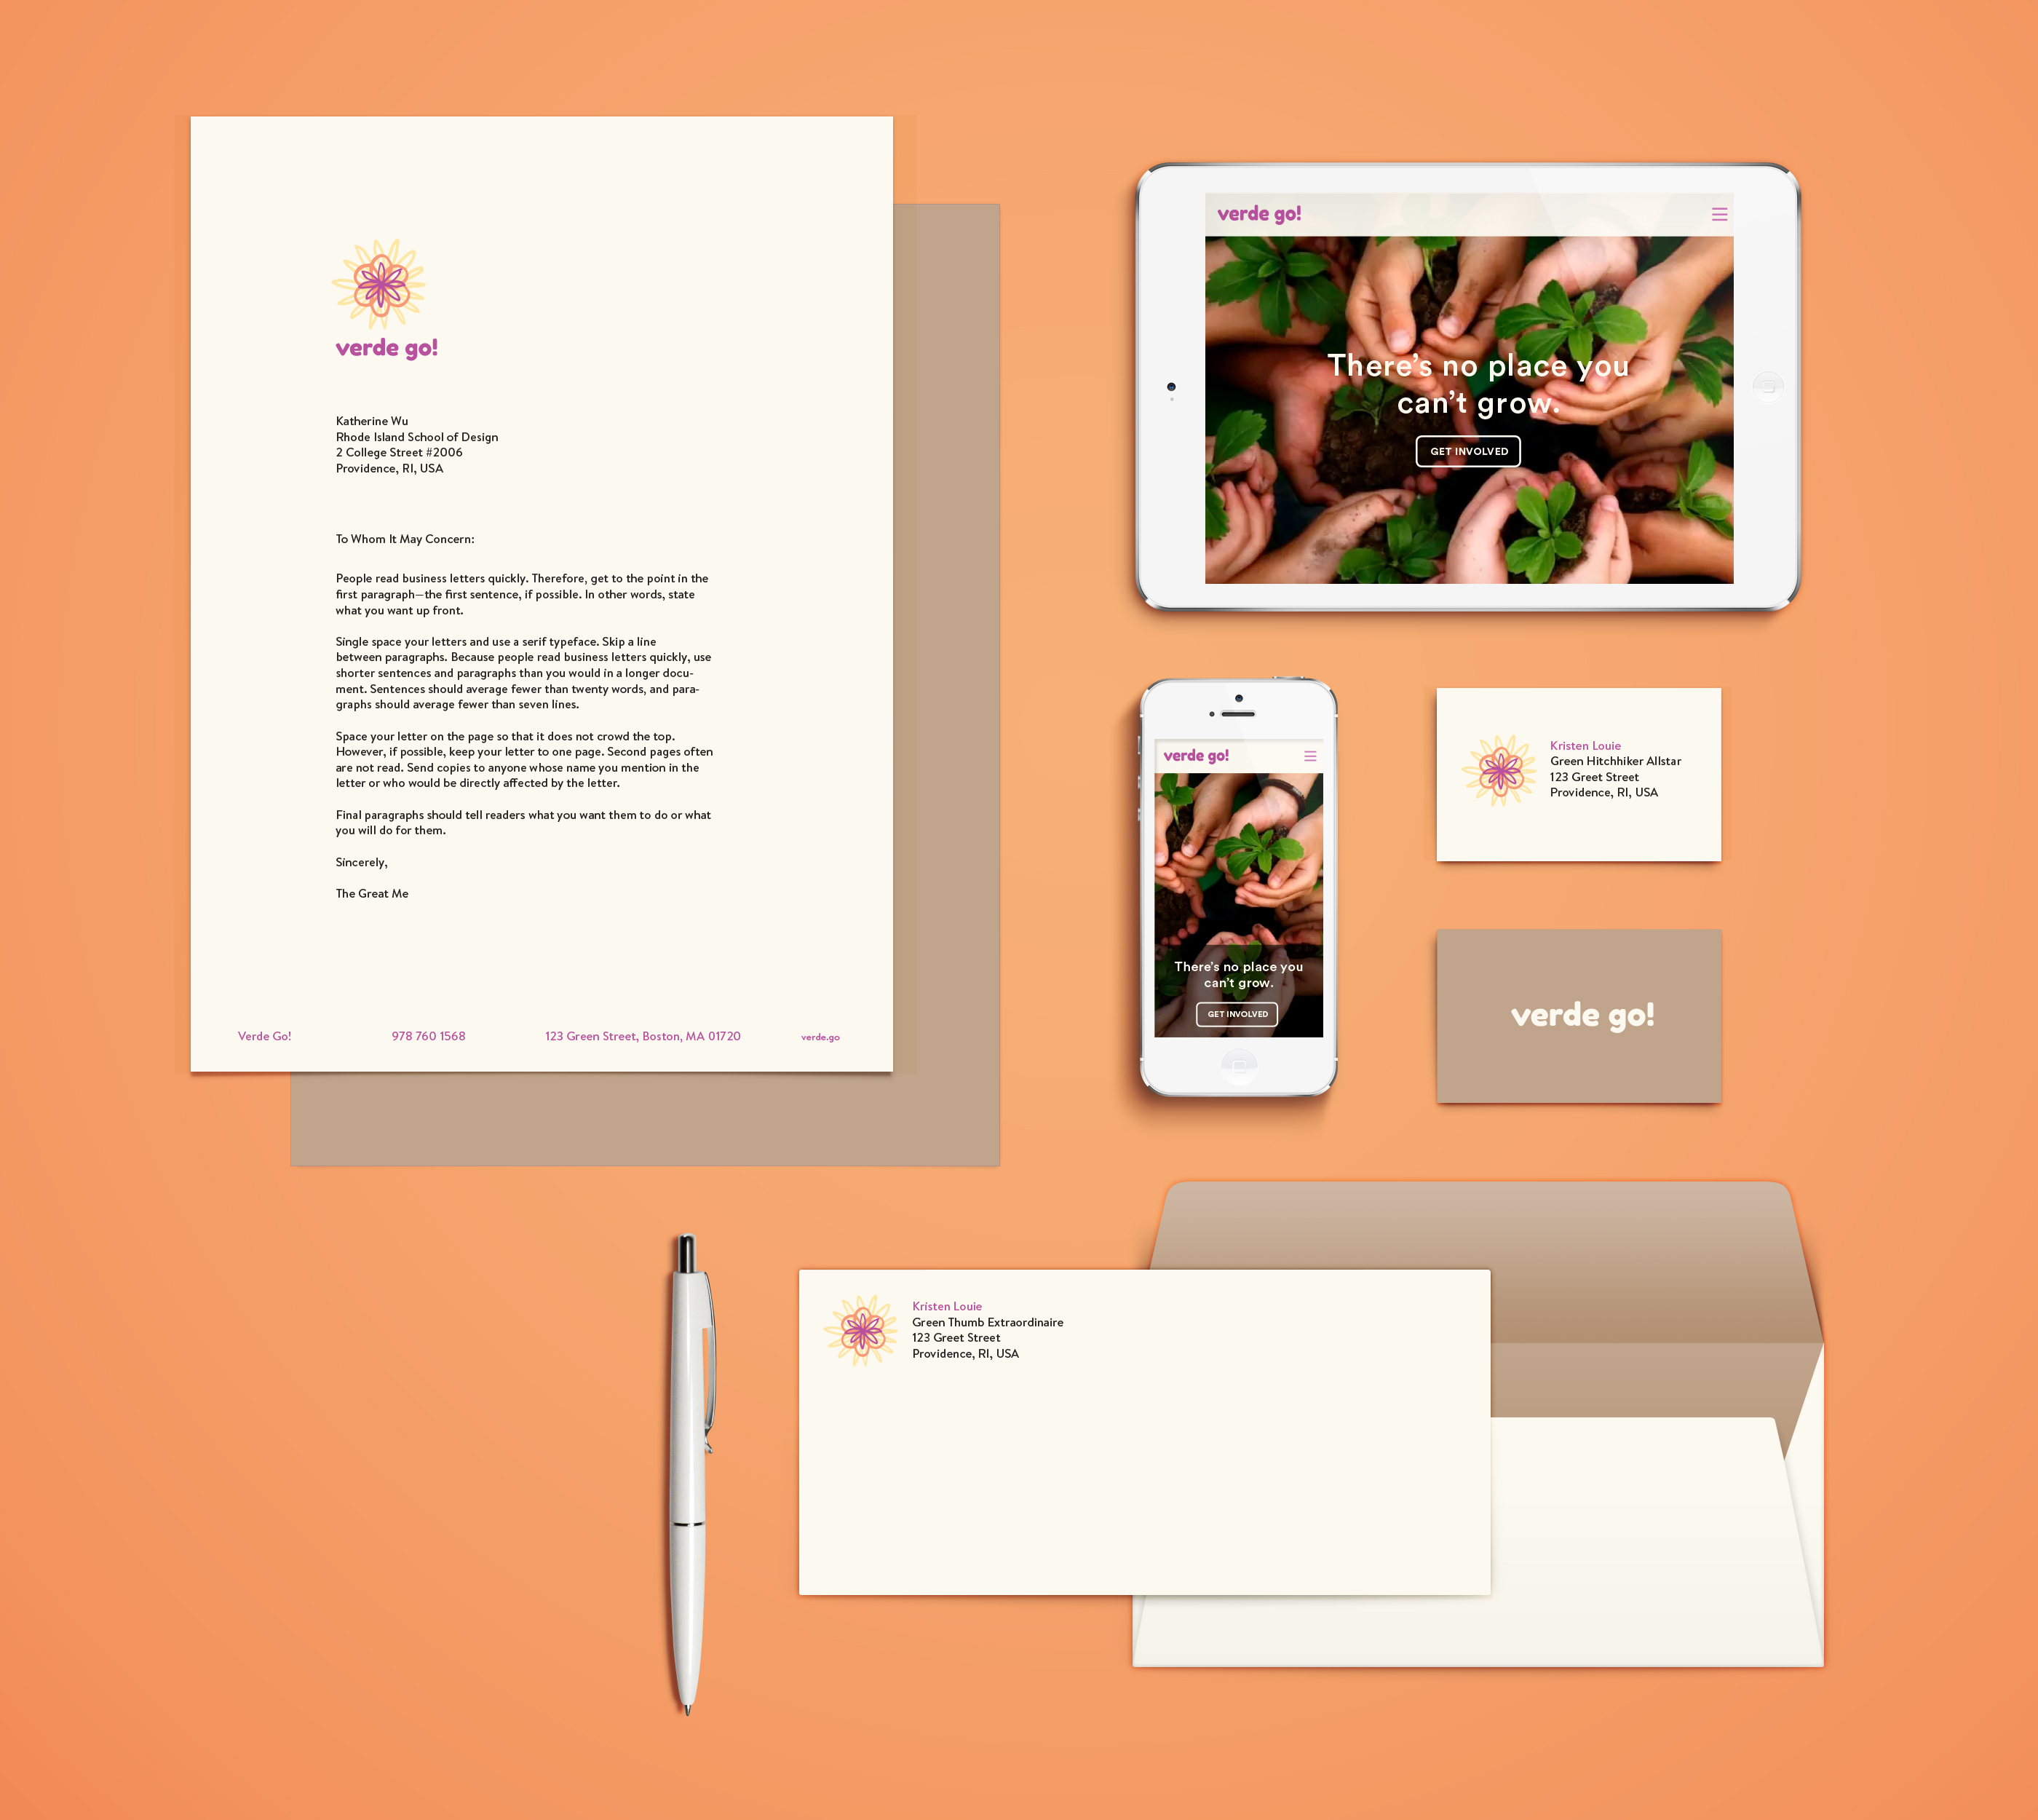 verde go!
Katherine Wu
Rhode Island School of Design
2 College Street #2006
Providence, RI, USA
To Whom It May Concern:
People read business letters quickly. Therefore, get to the point in the
first paragraph—the first sentence, if possible. In other words, state
what you want up front.
Single space your letters and use a serif typeface. Skip a line
between paragraphs. Because people read business letters quickly, use
shorter sentences and paragraphs than you would in a longer docu-
ment. Sentences should average fewer than twenty words, and para-
graphs should average fewer than seven lines.
Space your letter on the page so that it does not crowd the top.
However, if possible, keep your letter to one page. Second pages often
are not read. Send copies to anyone whose name you mention in the
letter or who would be directly affected by the letter.
Final paragraphs should tell readers what you want them to do or what
you will do for them.
Sincerely,
The Great Me
Verde Go! 978 760 1568 123 Green Street, Boston, MA 01720 verde.go
verde go!
There's no place you
can't grow.
GET INVOLVED
verde go!
There's no place you
can't grow.
GET INVOLVED
Kristen Louie
Green Hitchhiker Allstar
123 Greet Street
Providence, RI, USA
verde go!
Kristen Louie
Green Thumb Extraordinaire
123 Greet Street
Providence, RI, USA